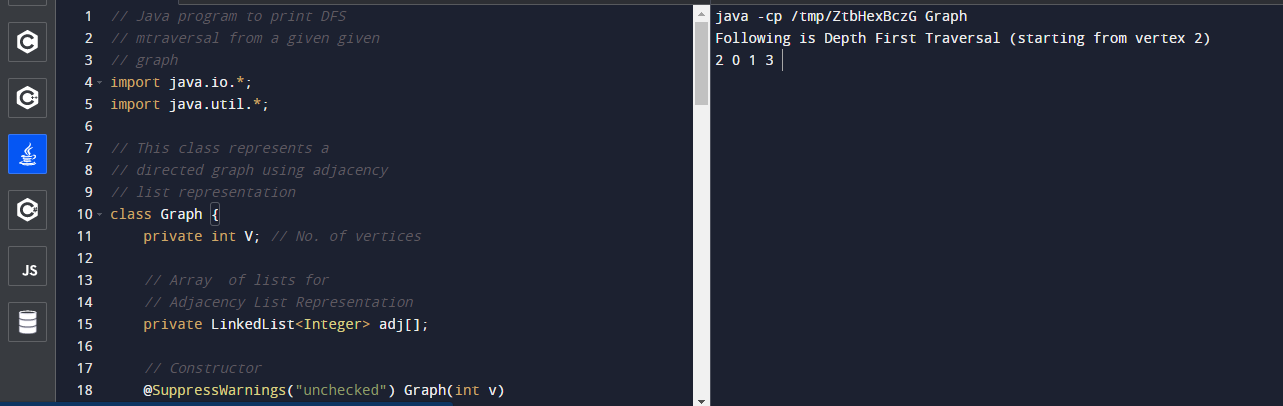 1 // Java program to print DFS
2 // mtraversal from a given given
3 // graph
4 import java.io.*;
5 import java.util.*;
6
7 // This class represents a
8 // directed graph using adjacency
9 // list representation
10 class Graph {
11 private int V; // No. of vertices
12
13 // Array  of lists for
14 // Adjacency List Representation
15 private LinkedList<Integer> adj[];
16
17 // Constructor
18 @SuppressWarnings("unchecked") Graph(int v)
java -cp /tmp/ZtbHexBczG Graph
Following is Depth First Traversal (starting from vertex 2)
2 0 1 3
C
C++
C#
JS